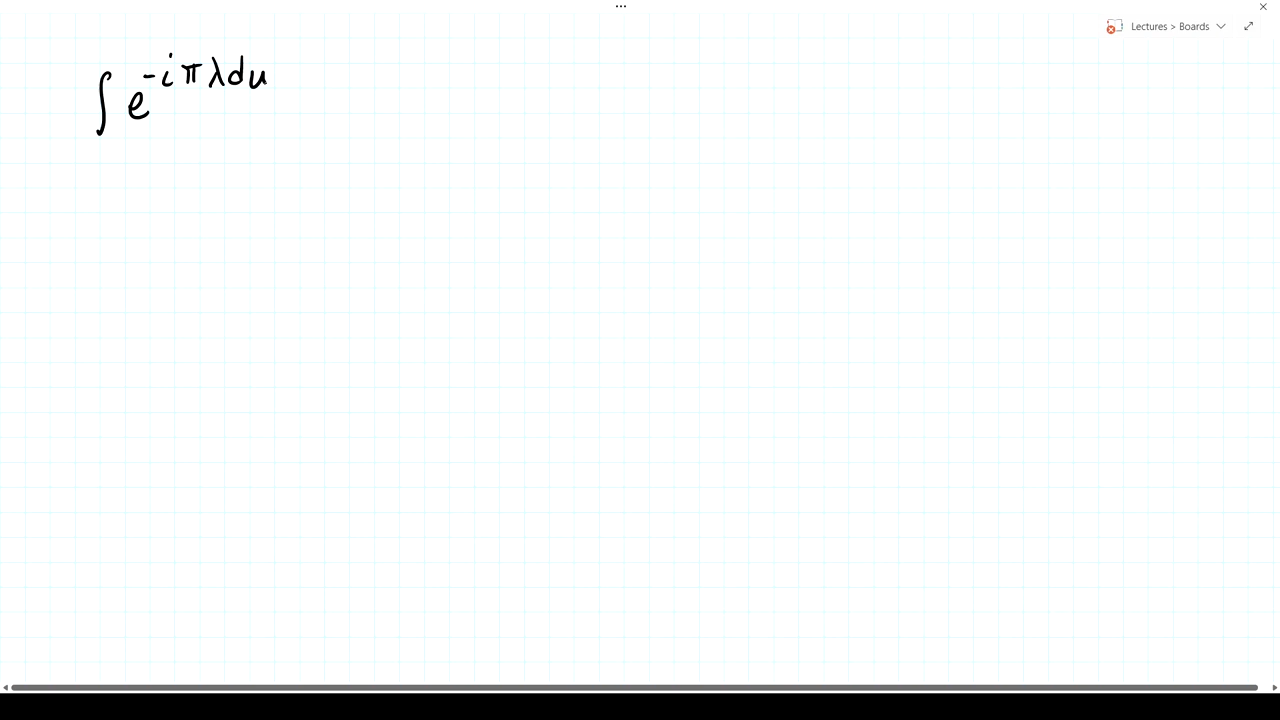 ∫ e^{-iπλdu}
Lectures > Boards